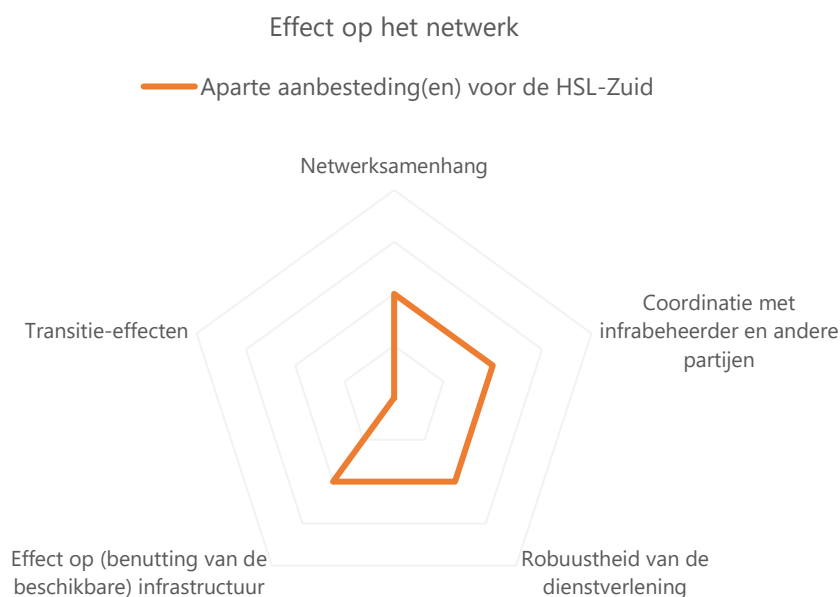 Effect op het netwerk
Aparte aanbesteding(en) voor de HSL-Zuid
Netwerksamenhang
Coordinatie met
infrabeheerder en andere
partijen
Transitie-effecten
Effect op (benutting van de
beschikbare) infrastructuur
Robuustheid van de
dienstverlening